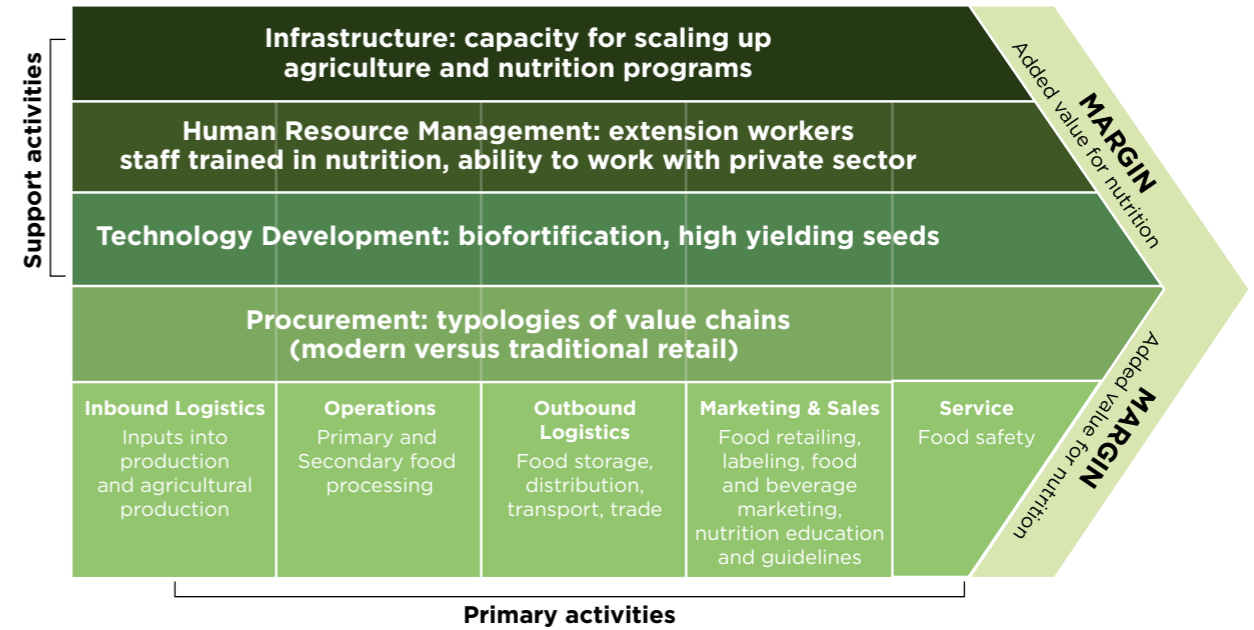 Support activities
Infrastructure: capacity for scaling up
agriculture and nutrition programs
Human Resource Management: extension workers
staff trained in nutrition, ability to work with private sector
Technology Development: biofortification, high yielding seeds
Procurement: typologies of value chains
(modern versus traditional retail)
Inbound Logistics
Inputs into
production
and agricultural
production
Operations
Primary and
Secondary food
processing
Outbound
Logistics
Food storage,
distribution,
transport, trade
Marketing & Sales
Food retailing,
labeling, food
and beverage
marketing,
nutrition education
and guidelines
Service
Food safety
MARGIN
Added value for nutrition
MARGIN
Added value for nutrition
Primary activities